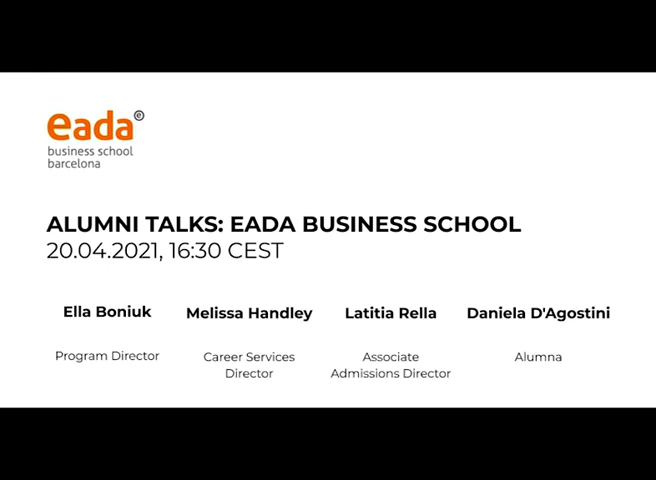 eada e
business school
barcelona
ALUMNI TALKS: EADA BUSINESS SCHOOL
20.04.2021, 16:30 CEST
Ella Boniuk
Melissa Handley
Latitia Rella
Daniela D'Agostini
Program Director
Career Services
Director
Associate
Admissions Director
Alumna